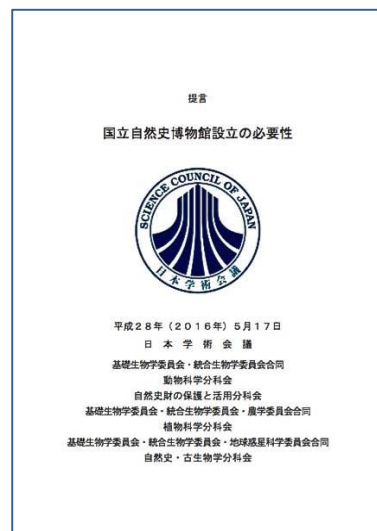 提言
国立自然史博物館設立の必要性
SCIENCE COUNCIL OF JAPAN
日本学術会議
平成28年（2016年）5月17日
日本学術会議
基礎生物学委員会・統合生物学委員会合同
動物科学分科会
自然史財の保護と活用分科会
基礎生物学委員会・統合生物学委員会・農学委員会合同
植物科学分科会
基礎生物学委員会・統合生物学委員会・地球惑星科学委員会合同
自然史・古生物学分科会